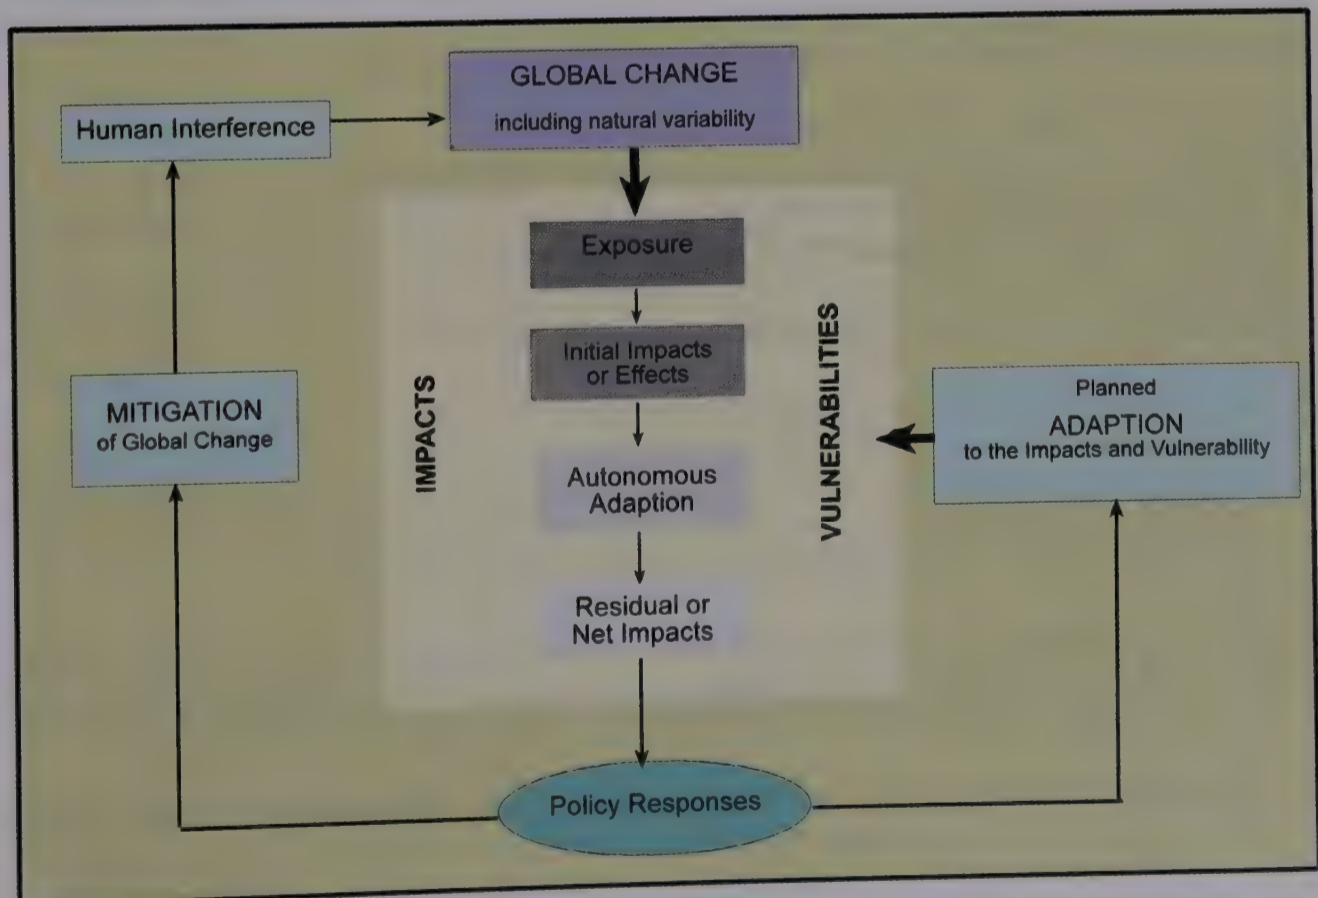 GLOBAL CHANGE
including natural variability
Human Interference
Exposure
Initial Impacts
or Effects
MITIGATION
of Global Change
IMPACTS
VULNERABILITIES
Planned
ADAPTION
to the Impacts and Vulnerability
Autonomous
Adaption
Residual or
Net Impacts
Policy Responses